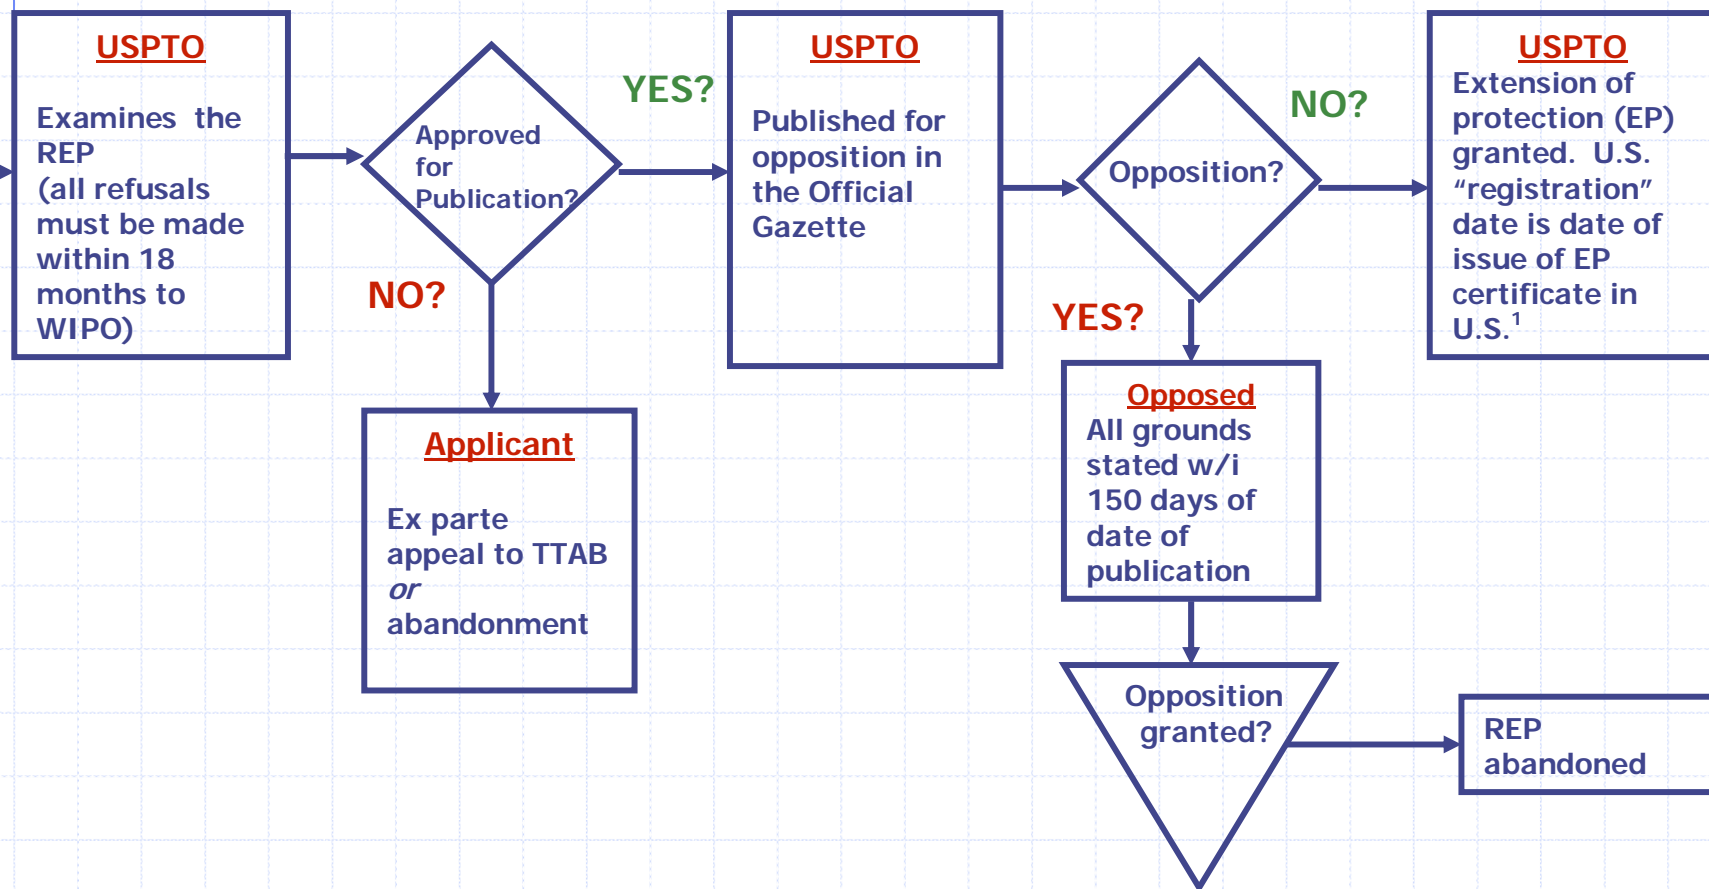 USPTO
Examines the
REP
(all refusals
must be made
within 18
months to
WIPO)
Approved
for
Publication?
YES?
NO?
Applicant
Ex parte
appeal to TTAB
or
abandonment
USPTO
Published for
opposition in
the Official
Gazette
Opposition?
NO?
YES?
Opposed
All grounds
stated w/i
150 days of
date of
publication
Opposition
granted?
REP
abandoned
USPTO
Extension of
protection (EP)
granted. U.S.
“registration”
date is date of
issue of EP
certificate in
U.S.¹